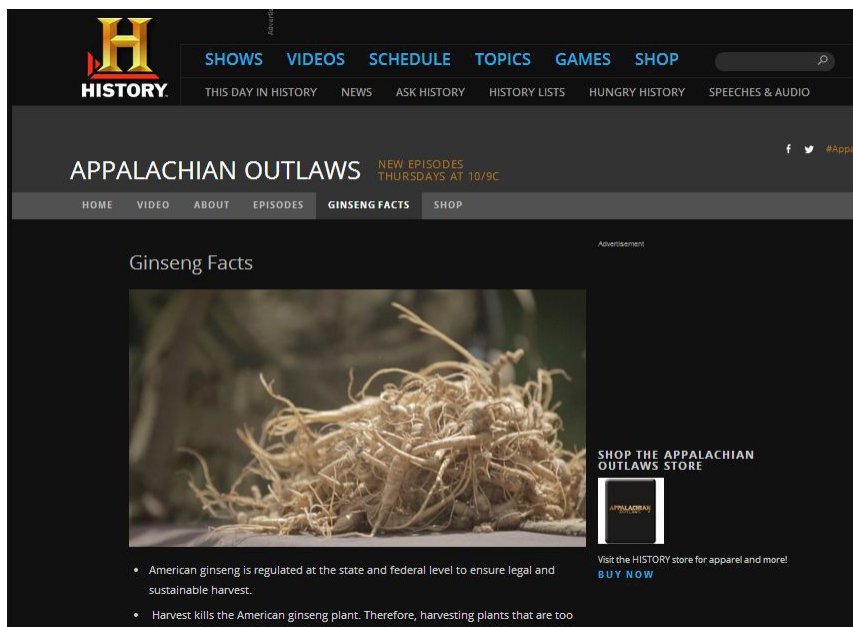 Adverti
HISTORY
SHOWS VIDEOS SCHEDULE TOPICS GAMES SHOP
THIS DAY IN HISTORY NEWS ASK HISTORY HISTORY LISTS HUNGRY HISTORY SPEECHES & AUDIO
#Appa
APPALACHIAN OUTLAWS
NEW EPISODES
THURSDAYS AT 10/9C
HOME VIDEO ABOUT EPISODES GINSENG FACTS SHOP
Ginseng Facts
• American ginseng is regulated at the state and federal level to ensure legal and
sustainable harvest.
• Harvest kills the American ginseng plant. Therefore, harvesting plants that are too
Advertisement
SHOP THE APPALACHIAN
OUTLAWS STORE
APPALACHIAN
OUTLAWS
Visit the HISTORY store for apparel and more!
BUY NOW